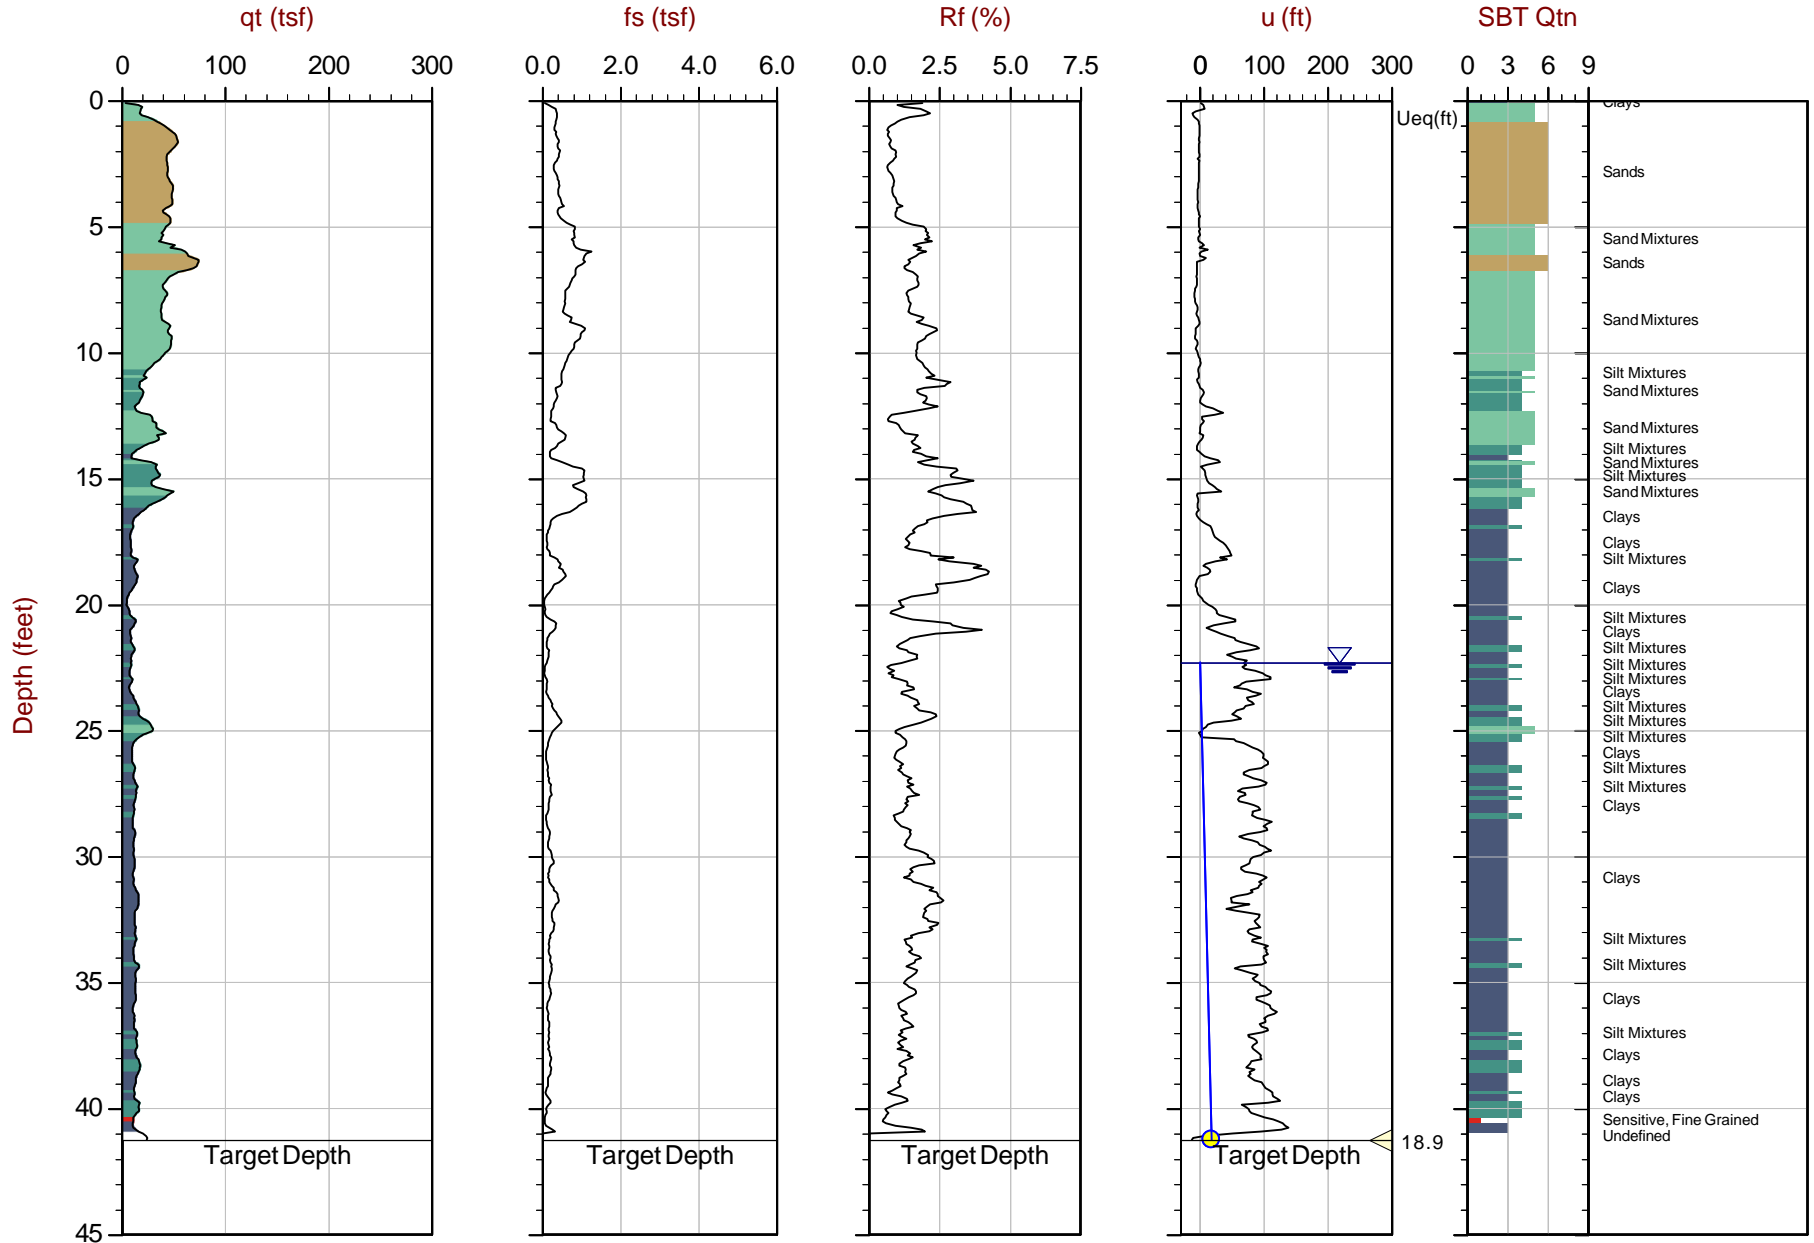 qt (tsf) fs (tsf) Rf (%) u (ft) SBT Qtn
0 100 200 300 0.0 2.0 4.0 6.0 0.0 2.5 5.0 7.5 0 100 200 300 0 3 6 9
0
5
10
15
20
25
30
35
40
45
Depth (feet)
Ueq(ft)
Clays
Sands
Sand Mixtures
Sands
Sand Mixtures
Silt Mixtures
Sand Mixtures
Sand Mixtures
Silt Mixtures
Sand Mixtures
Silt Mixtures
Sand Mixtures
Clays
Clays
Silt Mixtures
Clays
Silt Mixtures
Clays
Silt Mixtures
Silt Mixtures
Silt Mixtures
Clays
Silt Mixtures
Silt Mixtures
Silt Mixtures
Clays
Silt Mixtures
Silt Mixtures
Clays
Clays
Silt Mixtures
Silt Mixtures
Clays
Silt Mixtures
Clays
Clays
Clays
Sensitive, Fine Grained
Undefined
18.9
Target Depth Target Depth Target Depth Target Depth